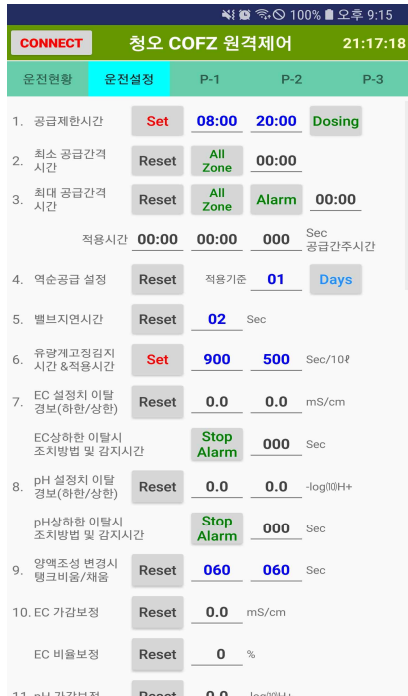 100% 오후 9:15
CONNECT 청오 COFZ 원격제어 21:17:18
운전현황 운전설정 P-1 P-2 P-3
1. 공급제한시간 Set 08:00 20:00 Dosing
2. 최소 공급간격 시간 Reset All Zone 00:00
3. 최대 공급간격 시간 Reset All Zone Alarm 00:00
적용시간 00:00 00:00 000 Sec 공급간주시간
4. 역순공급 설정 Reset 적용기준 01 Days
5. 밸브지연시간 Reset 02 Sec
6. 유량계고장김지 시간 &적용시간 Set 900 500 Sec/10ℓ
7. EC 설정치 이탈 경보(하한/상한) Reset 0.0 0.0 mS/cm
EC상하한 이탈시 조치방법 및 감지시간 Stop Alarm 000 Sec
8. pH 설정치 이탈 경보(하한/상한) Reset 0.0 0.0 -log⑽H+
pH상하한 이탈시 조치방법 및 감지시간 Stop Alarm 000 Sec
9. 양액조성 변경시 탱크비움/채움 Reset 060 060 Sec
10. EC 가감보정 Reset 0.0 mS/cm
EC 비율보정 Reset 0 %
11. pH 가감보정 Reset 0.0 -log⑽H+